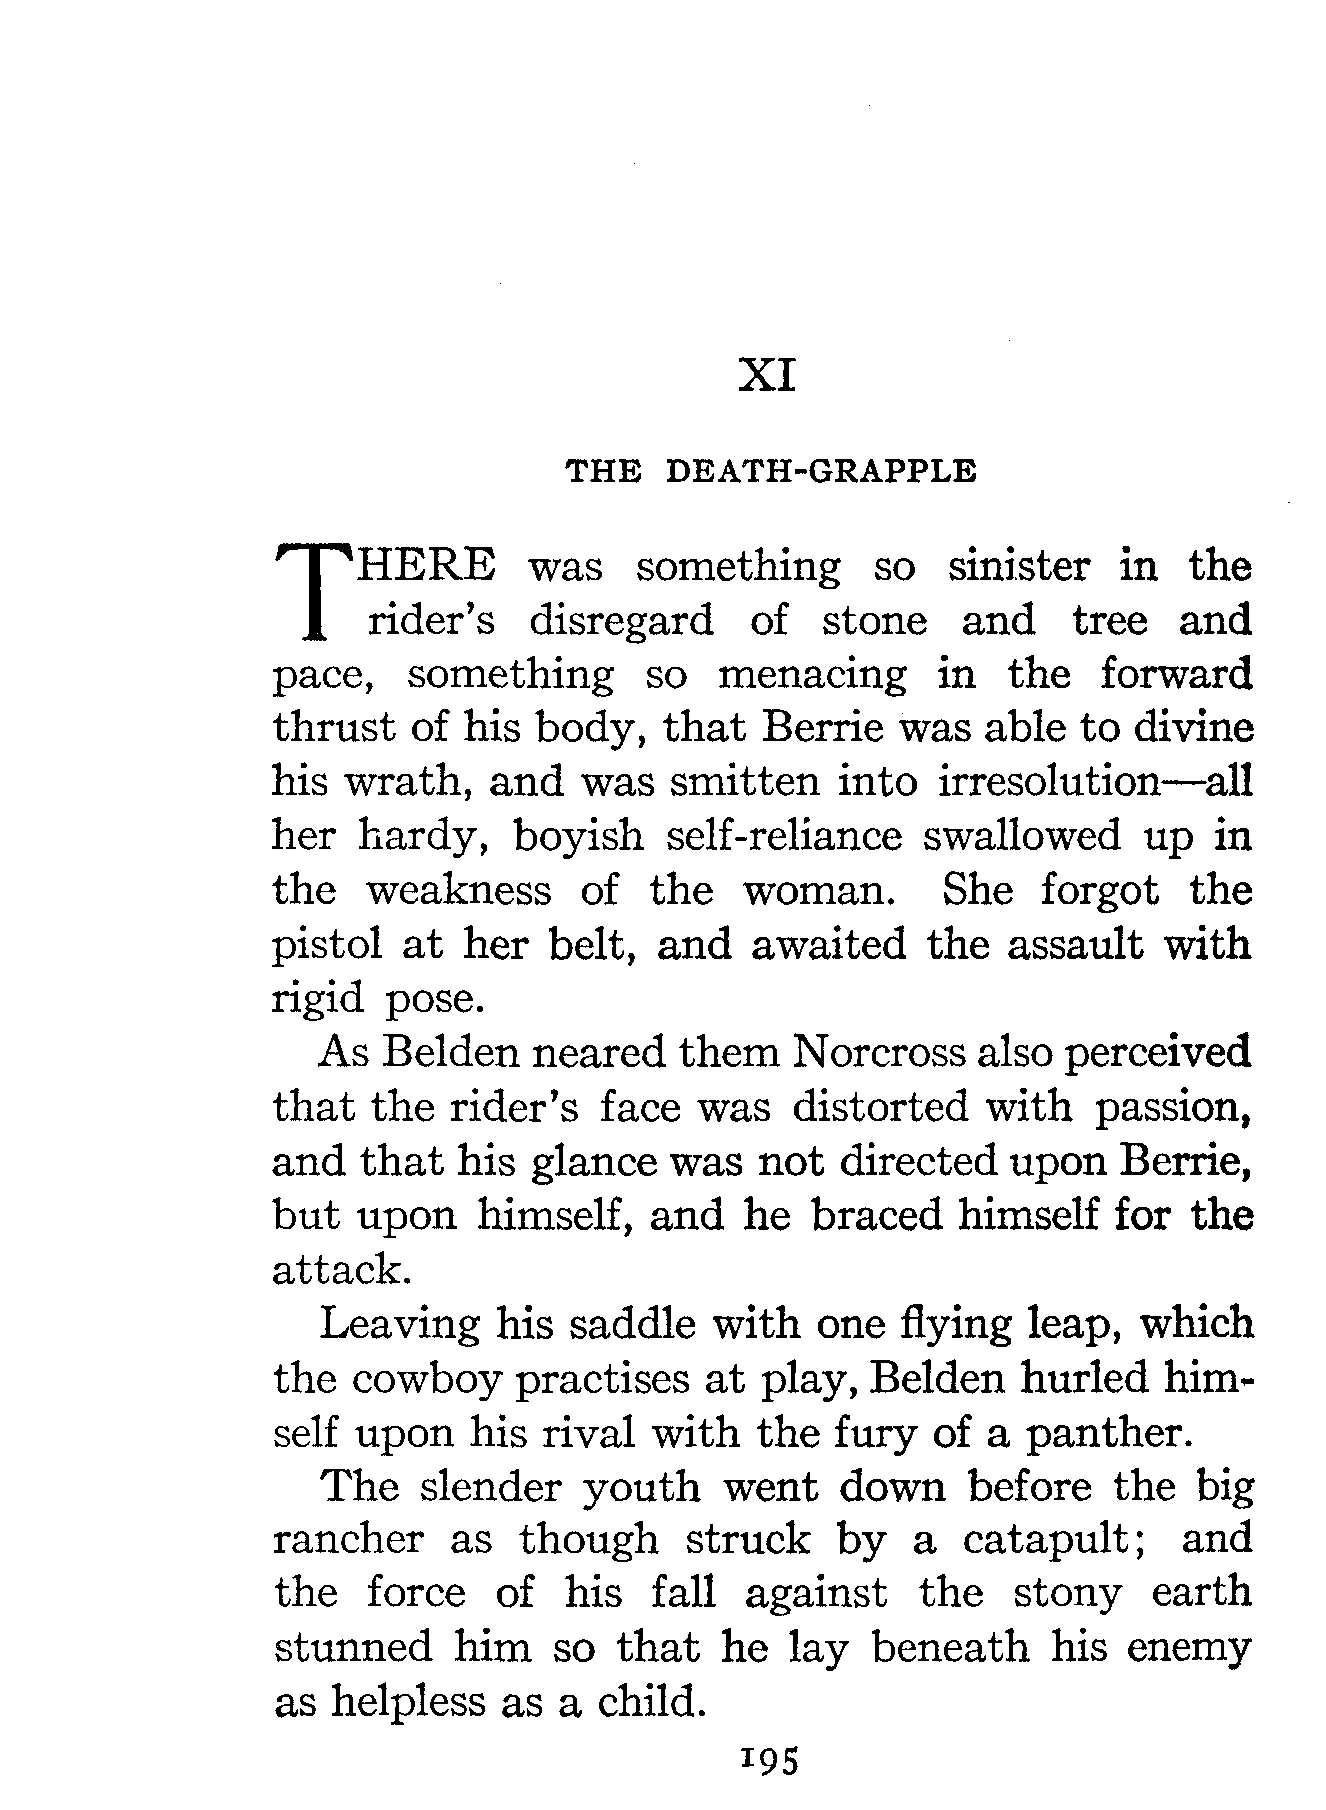 XI
THE DEATH-GRAPPLE
THERE was something so sinister in the
rider's disregard of stone and tree and
pace, something so menacing in the forward
thrust of his body, that Berrie was able to divine
his wrath, and was smitten into irresolution—all
her hardy, boyish self-reliance swallowed up in
the weakness of the woman. She forgot the
pistol at her belt, and awaited the assault with
rigid pose.
As Belden neared them Norcross also perceived
that the rider's face was distorted with passion,
and that his glance was not directed upon Berrie,
but upon himself, and he braced himself for the
attack.
Leaving his saddle with one flying leap, which
the cowboy practises at play, Belden hurled him-
self upon his rival with the fury of a panther.
The slender youth went down before the big
rancher as though struck by a catapult; and
the force of his fall against the stony earth
stunned him so that he lay beneath his enemy
as helpless as a child.
195